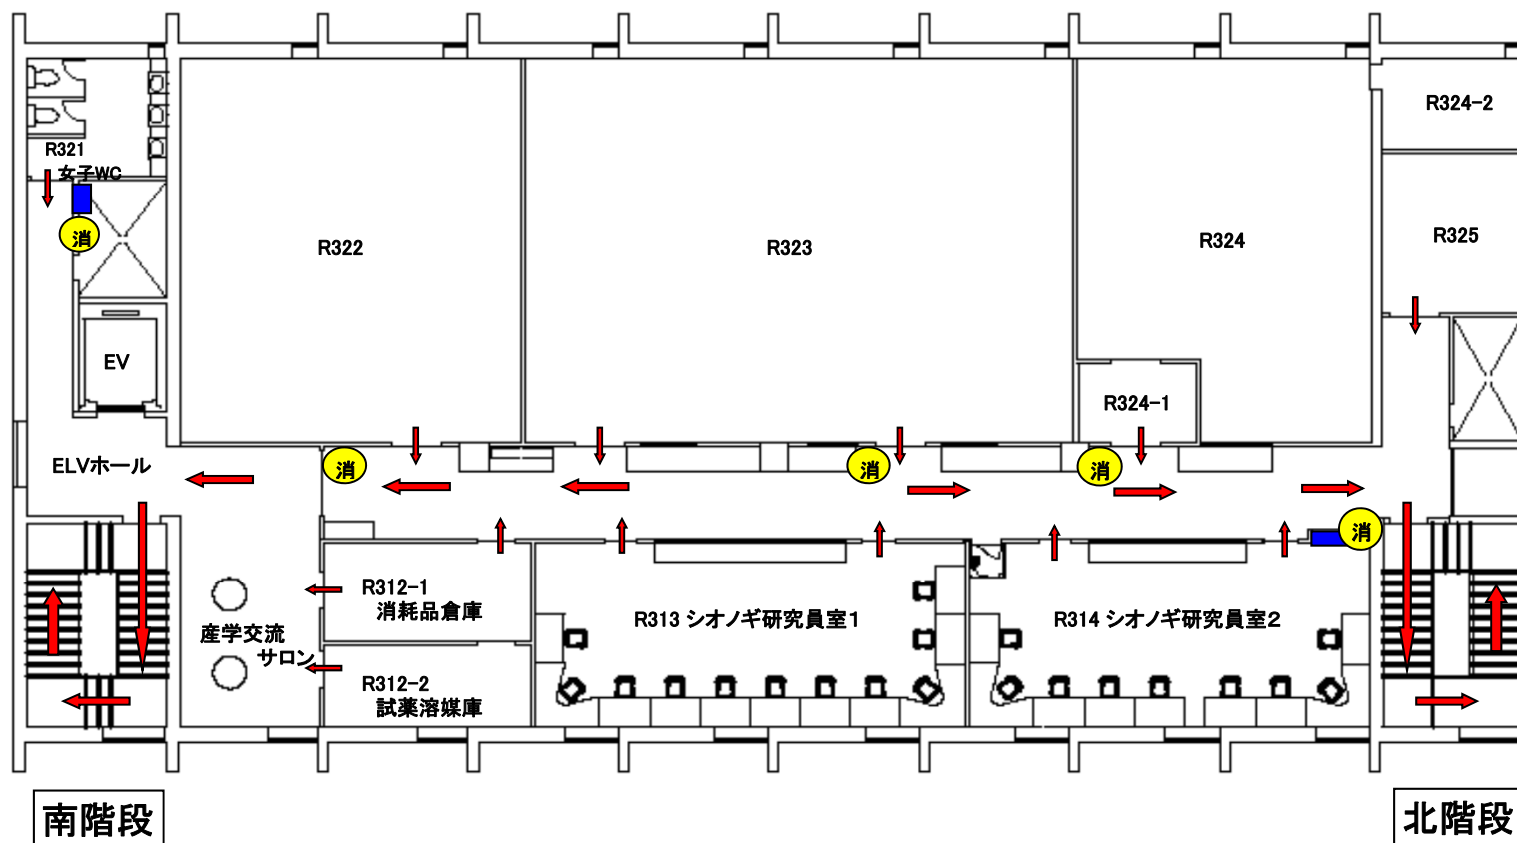 R324-2
R321
女子WC
消
R322
R323
R324
R325
EV
R324-1
ELVホール
消
消
消
消
R312-1
消耗品倉庫
R313 シオノギ研究員室1
R314 シオノギ研究員室2
産学交流
サロン
R312-2
試薬溶媒庫
南階段
北階段